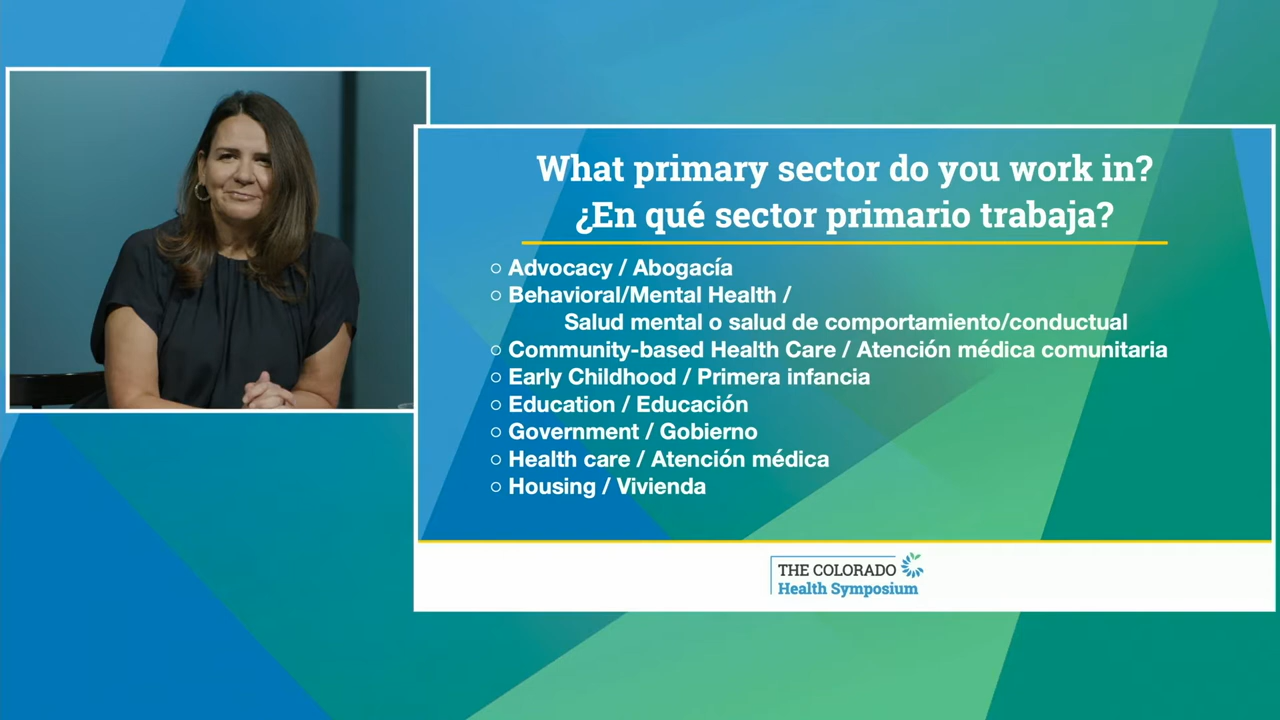 What primary sector do you work in?
¿En qué sector primario trabaja?
○ Advocacy / Abogacía
○ Behavioral/Mental Health /
Salud mental o salud de comportamiento/conductual
○ Community-based Health Care / Atención médica comunitaria
○ Early Childhood / Primera infancia
○ Education / Educación
○ Government / Gobierno
○ Health care / Atención médica
○ Housing / Vivienda
THE COLORADO
Health Symposium